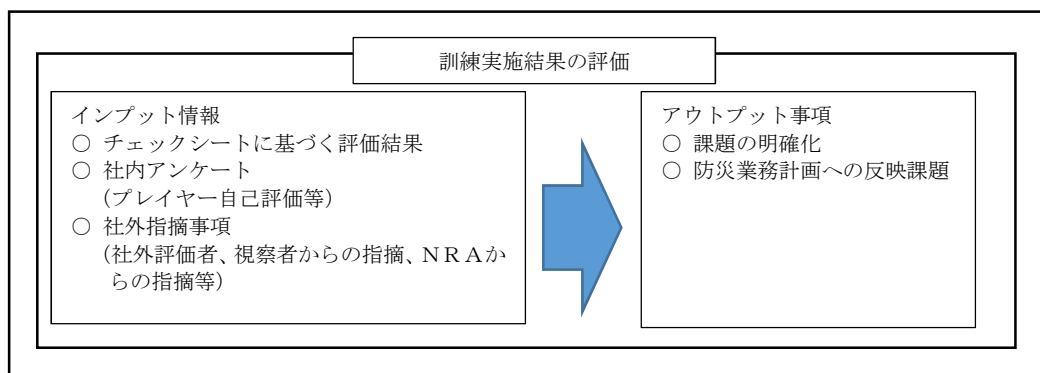 訓練実施結果の評価
インプット情報
○ チェックシートに基づく評価結果
○ 社内アンケート
（プレイヤー自己評価等）
○ 社外指摘事項
（社外評価者、視察者からの指摘、ＮＲＡか
らの指摘等）
アウトプット事項
○ 課題の明確化
○ 防災業務計画への反映課題